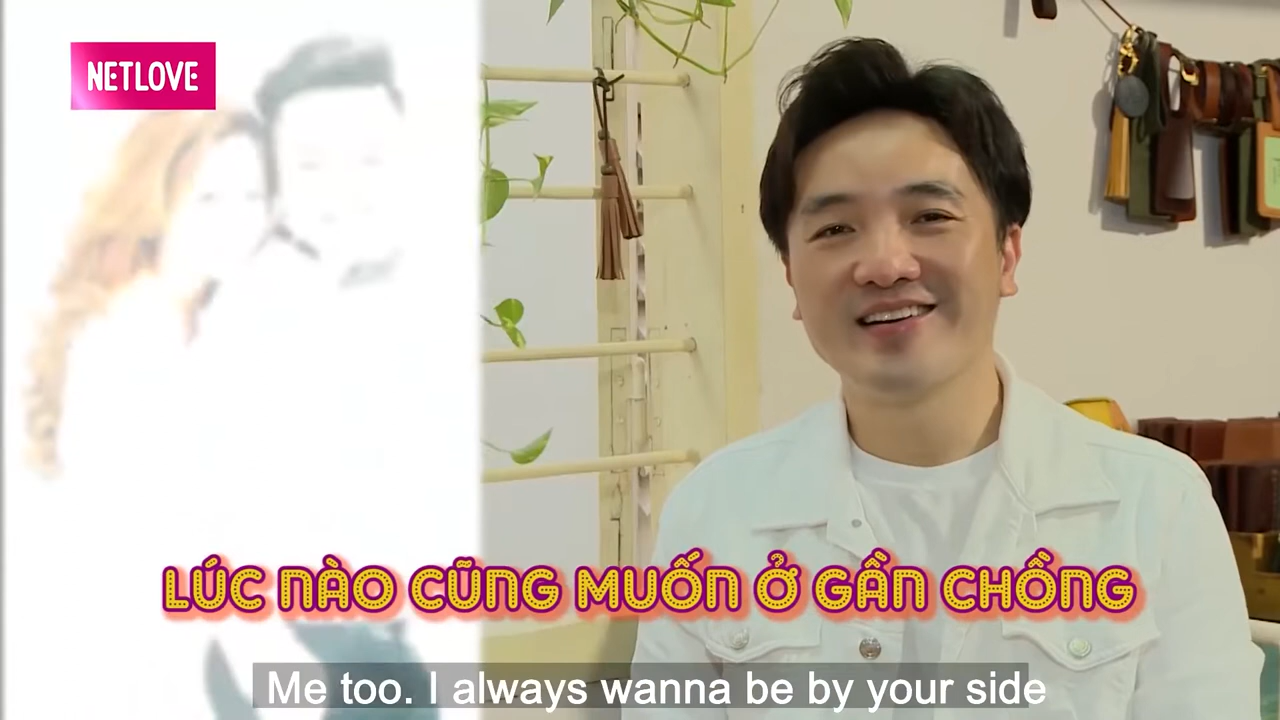 NETLOVE
LÚC NÀO CŨNG MUỐN Ở GẦN CHỒNG
Me too. I always wanna be by your side